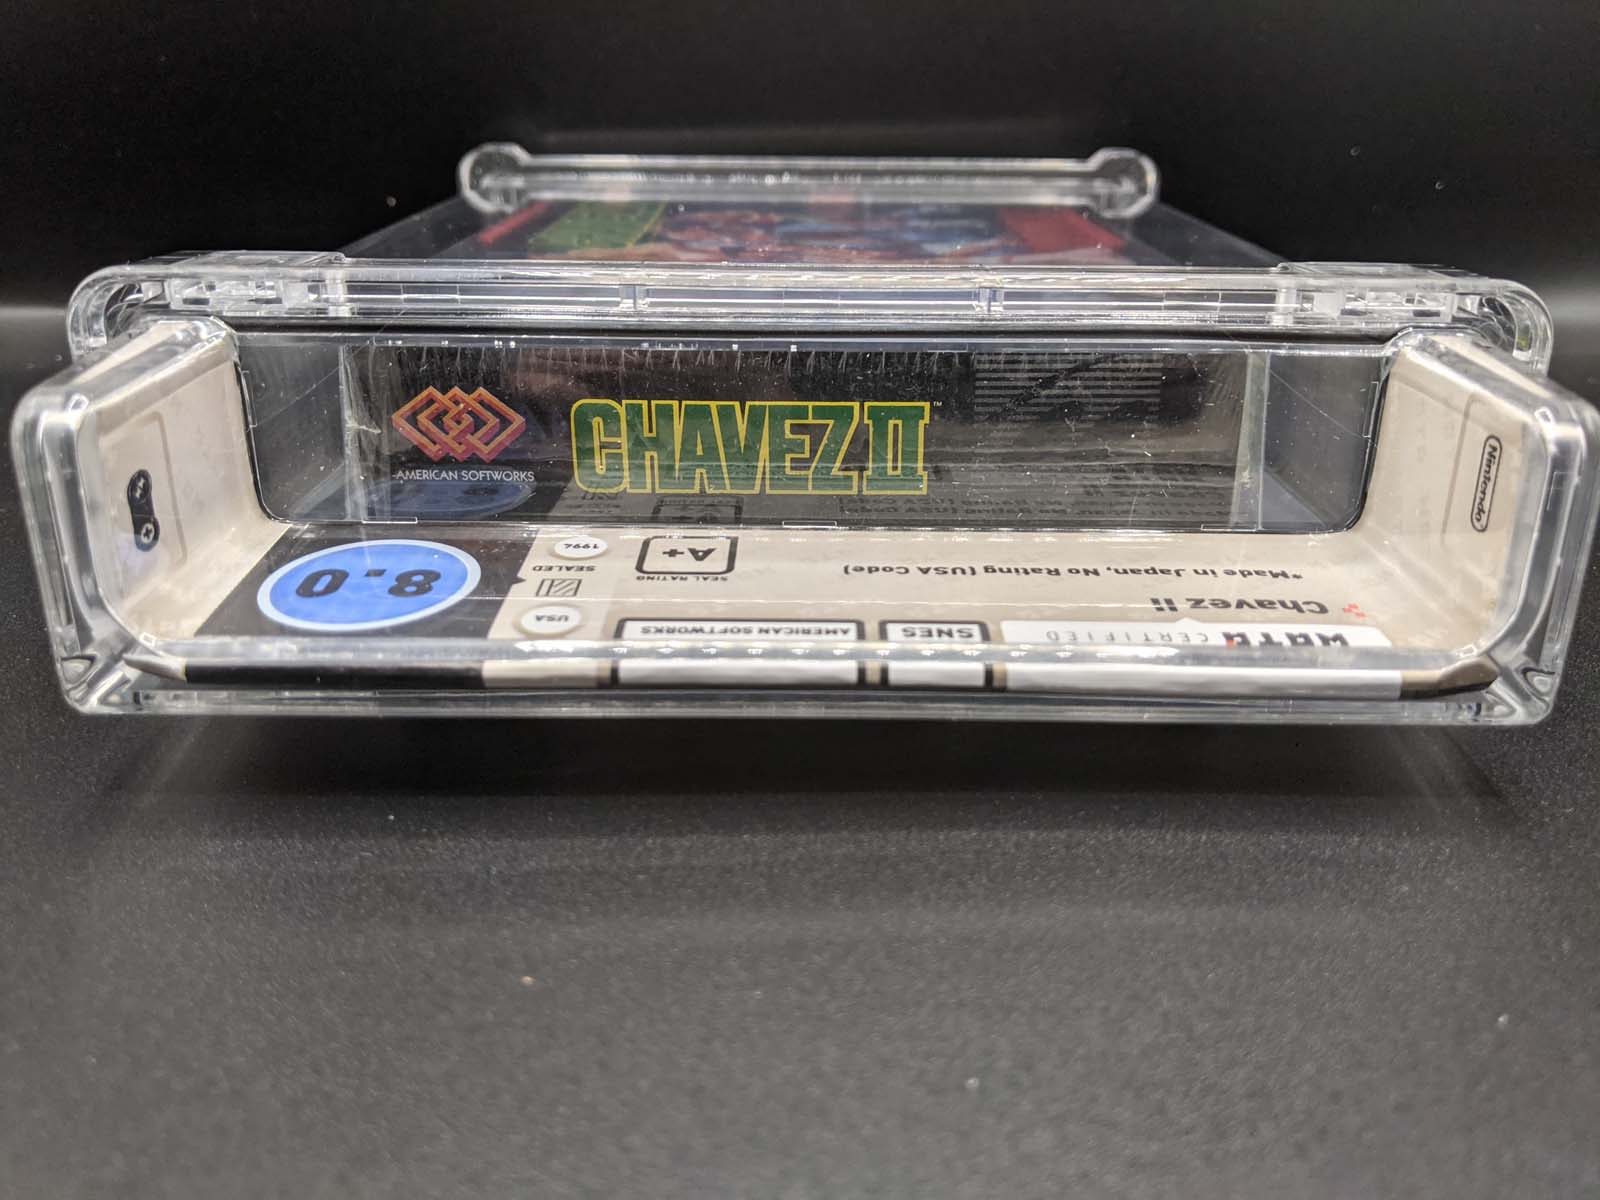 CHAVEZ II™
AMERICAN SOFTWORKS
Nintendo
WATA CERTIFIED
SNES
AMERICAN SOFTWORKS
USA
Chavez II
*Made in Japan, No Rating (USA Code)
SEAL RATING
A+
SEALED
1994
8.0